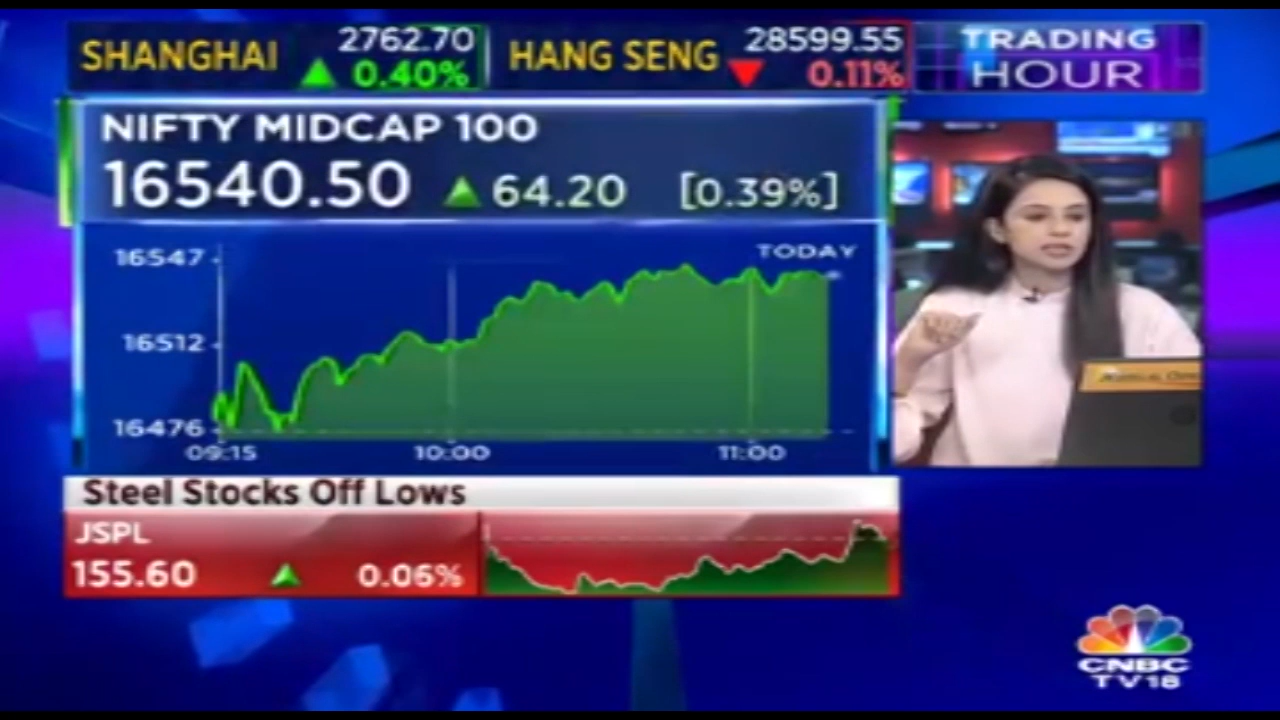 SHANGHAI
2762.70
▲ 0.40%
HANG SENG
28599.55
▼ 0.11%
TRADING
HOUR
NIFTY MIDCAP 100
16540.50 ▲ 64.20 [0.39%]
TODAY
16547
16512
16476
09:15 10:00 11:00
Steel Stocks Off Lows
JSPL
155.60 ▲ 0.06%
CNBC
TV18